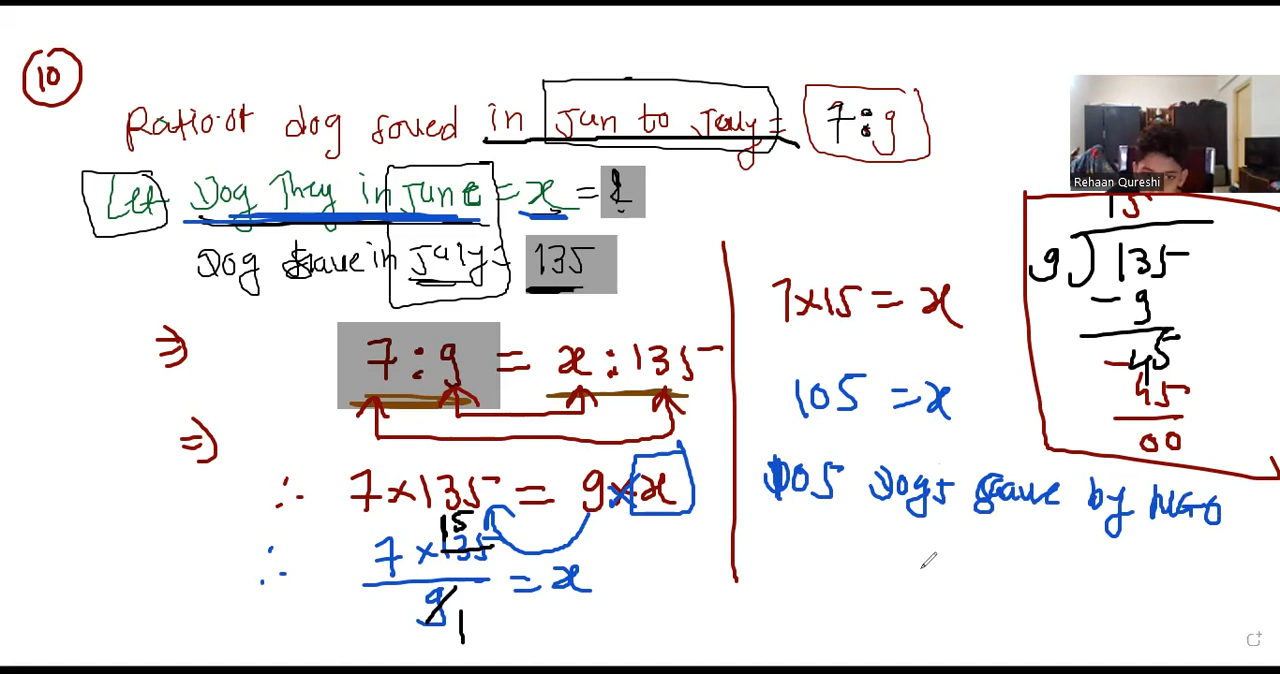 10
Ratio of dog saved in Jun to July = 7:9
Let Dog They in June = x =
Dog save in July = 135
⇒ 7 : 9 = x : 135
⇒
∴ 7 × 135 = 9 × x
15
∴ 7 × 135 / 9 = x
1
7 × 15 = x
105 = x
105 Dogs save by NGO
Rehaan Qureshi
15
9 ) 135
- 9
45
- 45
00